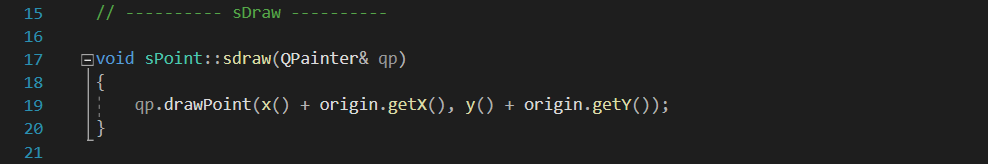 15 // ---------- sDraw ----------
16
17 void sPoint::sdraw(QPainter& qp)
18 {
19 qp.drawPoint(x() + origin.getX(), y() + origin.getY());
20 }
21